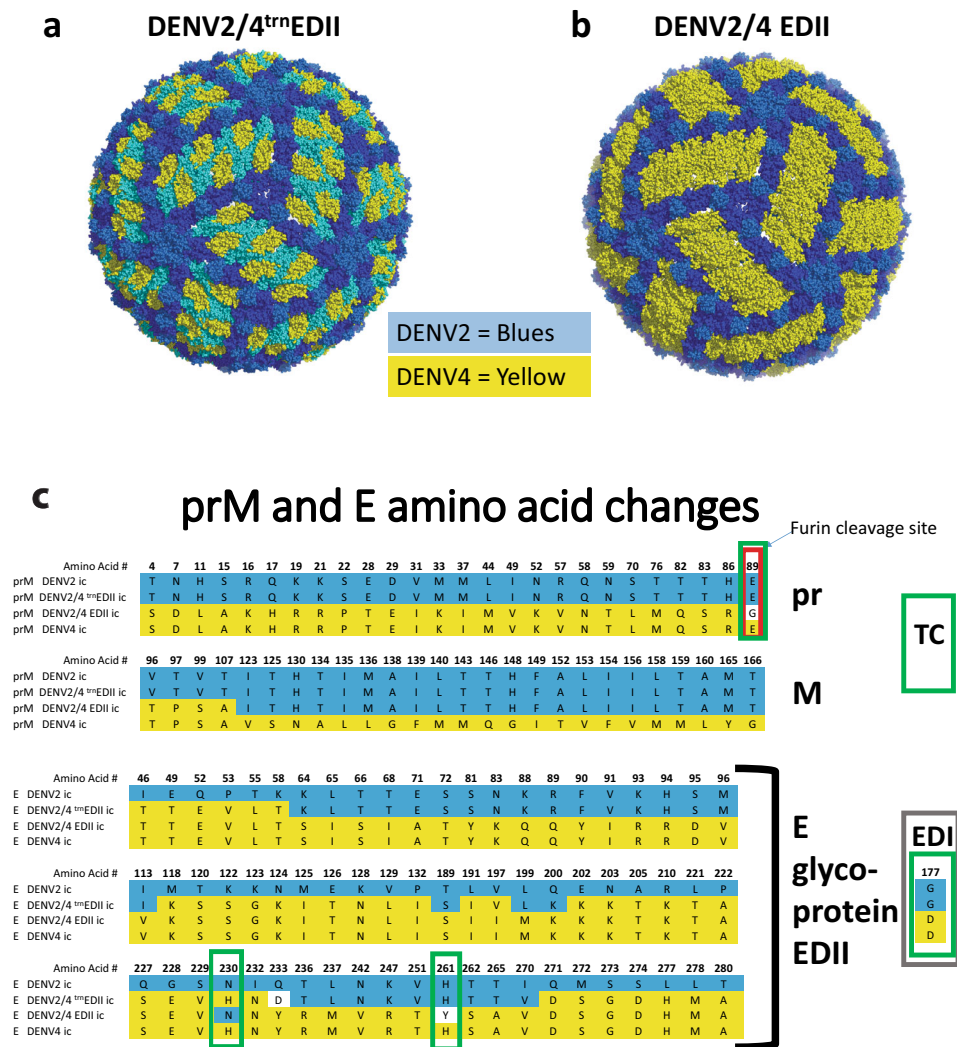 a
DENV2/4trnEDII
b
DENV2/4 EDII
DENV2 = Blues
DENV4 = Yellow
c
prM and E amino acid changes
Furin cleavage site
Amino Acid # 4 7 11 15 16 17 19 21 22 28 29 31 33 37 44 49 52 57 58 59 70 76 82 83 86 89
prM DENV2 ic T N H S R Q K K S E D V M M L I N R Q N S T T T H E
prM DENV2/4 trnEDII ic T N H S R Q K K S E D V M M L I N R Q N S T T T H E
prM DENV2/4 EDII ic S D L A K H R R P T E I K I M V K V N T L M Q S R G
prM DENV4 ic S D L A K H R R P T E I K I M V K V N T L M Q S R E
pr
TC
Amino Acid # 96 97 99 107 123 125 130 134 135 136 138 139 140 143 146 148 149 152 153 154 156 158 159 160 165 166
prM DENV2 ic V T V T I T H T I M A I L T T H F A L I I L T A M T
prM DENV2/4 trnEDII ic V T V T I T H T I M A I L T T H F A L I I L T A M T
prM DENV2/4 EDII ic T P S A I T H T I M A I L T T H F A L I I L T A M T
prM DENV4 ic T P S A V S N A L L G F M M Q G I T V F V M M L Y G
M
Amino Acid # 46 49 52 53 55 58 64 65 66 68 71 72 81 83 88 89 90 91 93 94 95 96
E DENV2 ic I E Q P T K K L T T E S S N K R F V K H S M
E DENV2/4 trnEDII ic T T E V L T K L T T E S S N K R F V K H S M
E DENV2/4 EDII ic T T E V L T S I S I A T Y K Q Q Y I R R D V
E DENV4 ic T T E V L T S I S I A T Y K Q Q Y I R R D V
Amino Acid # 113 118 120 122 123 124 125 126 128 131 132 189 191 197 199 200 202 203 205 210 221 222
E DENV2 ic I M T K K N M E K V P T L V L Q E N A R L P
E DENV2/4 trnEDII ic I K S S G K I T N L I S I V L K K K T K T A
E DENV2/4 EDII ic V K S S G K I T N L I S I I M K K K T K T A
E DENV4 ic V K S S G K I T N L I S I I M K K K T K T A
Amino Acid # 227 228 229 230 232 233 236 237 242 247 251 261 262 265 270 271 272 273 274 277 278 280
E DENV2 ic Q G S N I Q T L N K V H T T I Q M S S L L T
E DENV2/4 trnEDII ic S E V H N D T L N K V H T T V D S G D H M A
E DENV2/4 EDII ic S E V N N Y R M V R T Y S A V D S G D H M A
E DENV4 ic S E V H N Y R M V R T H S A V D S G D H M A
E
glyco-
protein
EDII
EDI
177
G
G
D
D